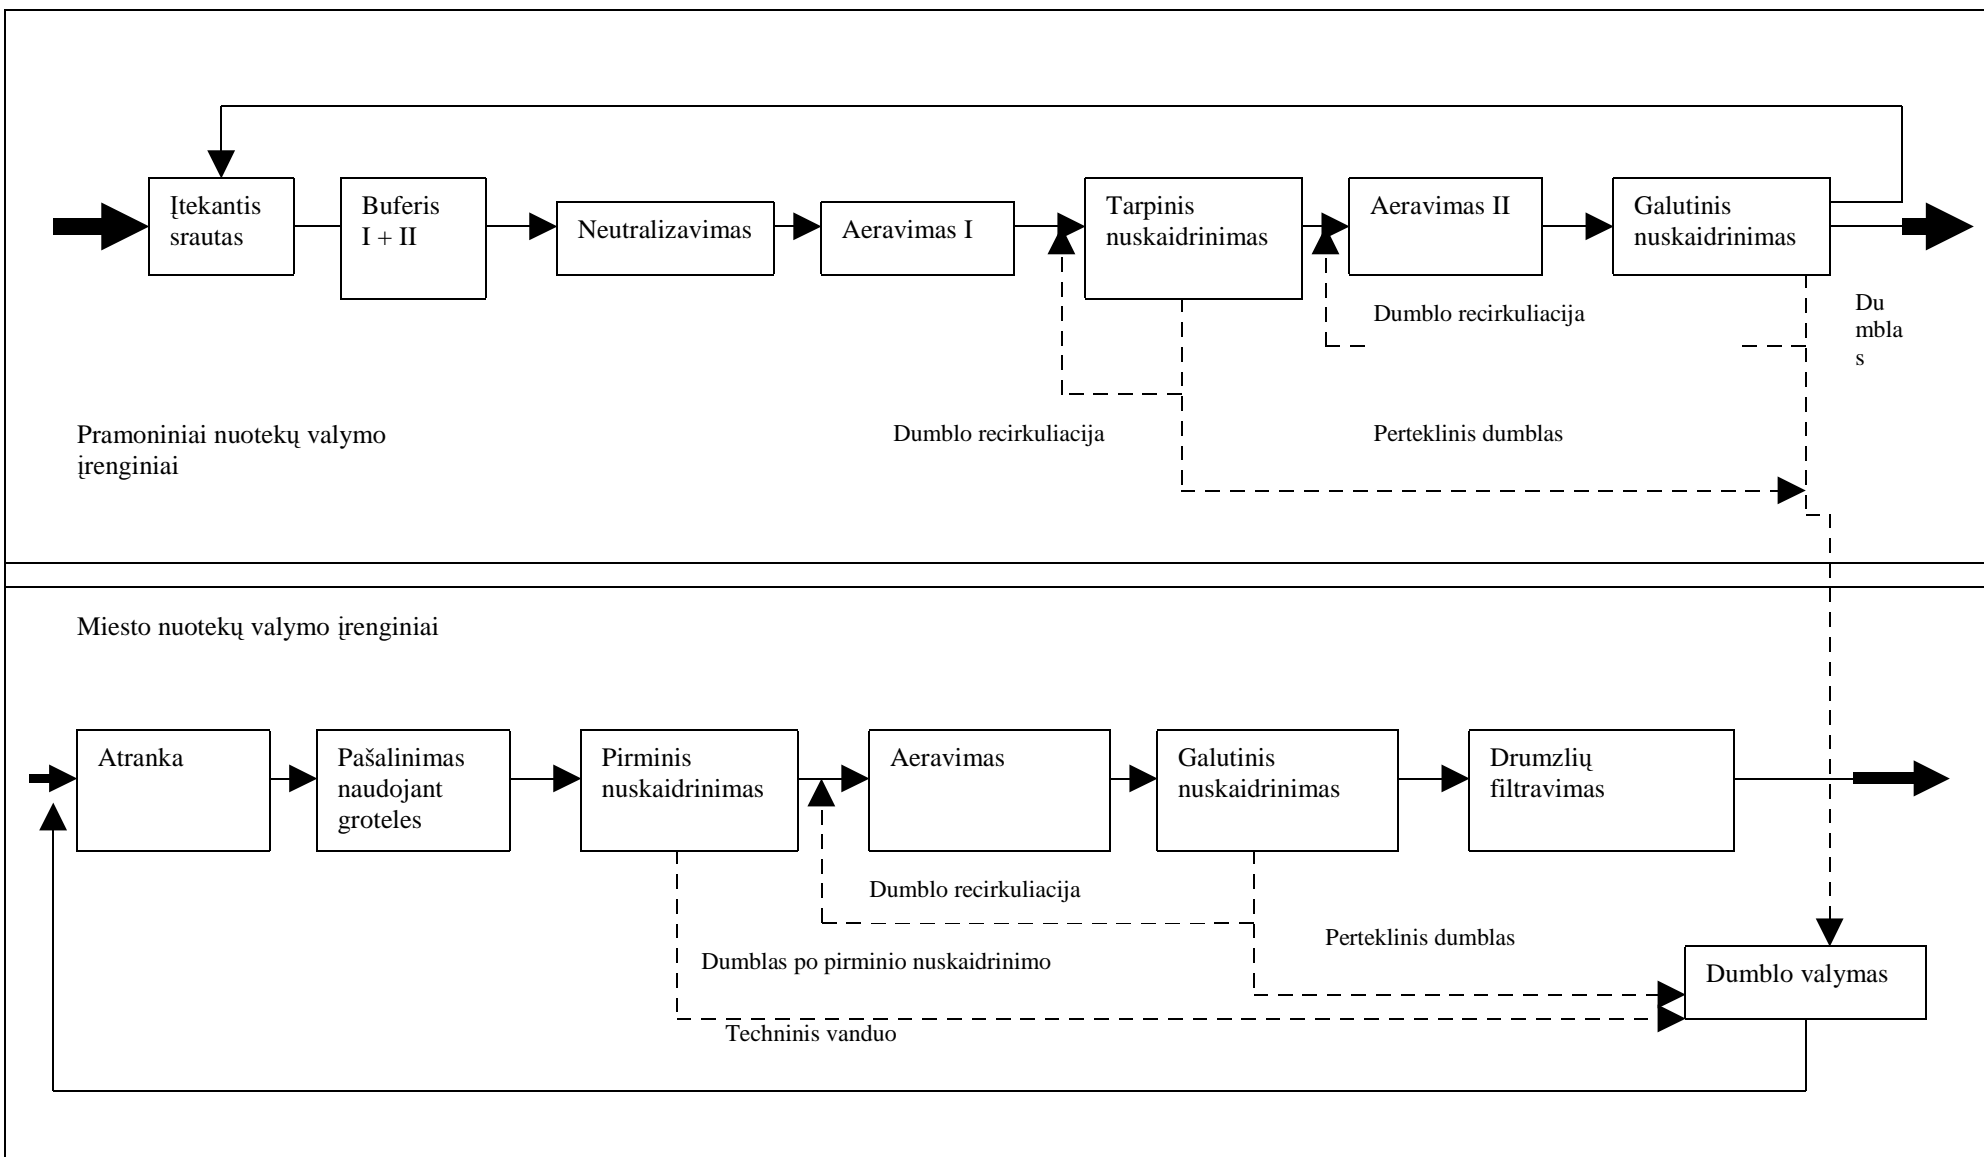 Įtekantis
srautas
Buferis
I + II
Neutralizavimas
Aeravimas I
Tarpinis
nuskaidrinimas
Aeravimas II
Galutinis
nuskaidrinimas
Dumblo recirkuliacija
Du
mbla
s
Pramoniniai nuotekų valymo
įrenginiai
Dumblo recirkuliacija
Perteklinis dumblas
Miesto nuotekų valymo įrenginiai
Atranka
Pašalinimas
naudojant
groteles
Pirminis
nuskaidrinimas
Aeravimas
Galutinis
nuskaidrinimas
Drumzlių
filtravimas
Dumblo recirkuliacija
Perteklinis dumblas
Dumblas po pirminio nuskaidrinimo
Dumblo valymas
Techninis vanduo